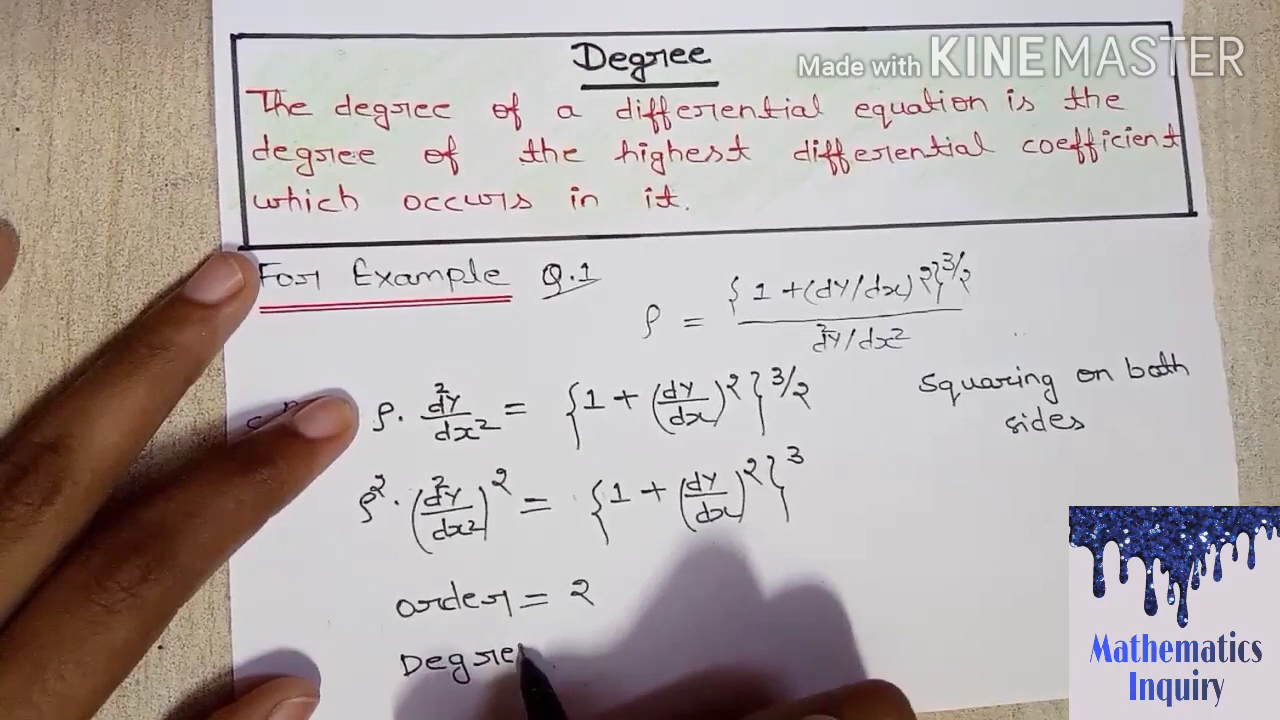 Degree
Made with KINEMASTER
The degree of a differential equation is the
degree of the highest differential coefficient
which occurs in it.
For Example Q.1
ρ = {1+(dy/dx)²}^3/2 / d²y/dx²
ρ. d²y/dx² = {1+(dy/dx)²}^3/2
Squaring on both
sides
ρ². (d²y/dx²)² = {1+(dy/dx)²}³
order = 2
Degree
Mathematics
Inquiry